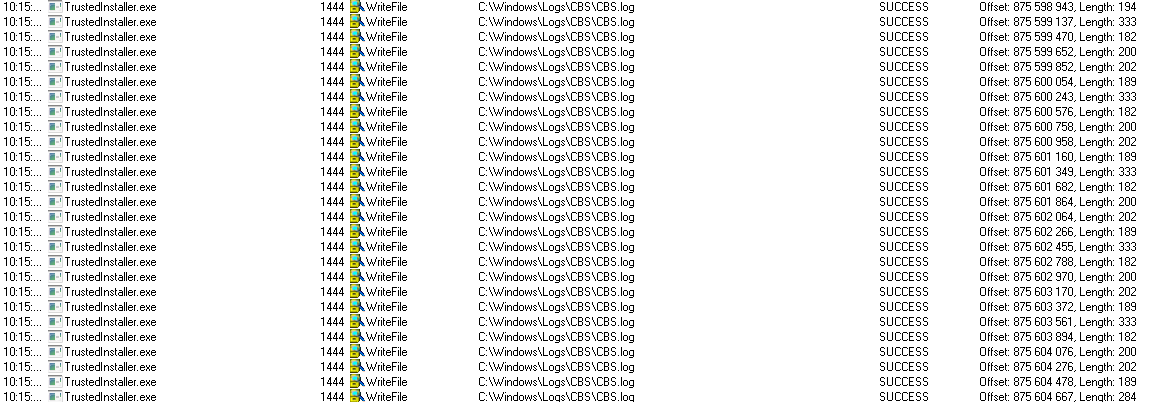 10:15:... TrustedInstaller.exe 1444 WriteFile C:\Windows\Logs\CBS\CBS.log SUCCESS Offset: 875 598 943, Length: 194
10:15:... TrustedInstaller.exe 1444 WriteFile C:\Windows\Logs\CBS\CBS.log SUCCESS Offset: 875 599 137, Length: 333
10:15:... TrustedInstaller.exe 1444 WriteFile C:\Windows\Logs\CBS\CBS.log SUCCESS Offset: 875 599 470, Length: 182
10:15:... TrustedInstaller.exe 1444 WriteFile C:\Windows\Logs\CBS\CBS.log SUCCESS Offset: 875 599 652, Length: 200
10:15:... TrustedInstaller.exe 1444 WriteFile C:\Windows\Logs\CBS\CBS.log SUCCESS Offset: 875 599 852, Length: 202
10:15:... TrustedInstaller.exe 1444 WriteFile C:\Windows\Logs\CBS\CBS.log SUCCESS Offset: 875 600 054, Length: 189
10:15:... TrustedInstaller.exe 1444 WriteFile C:\Windows\Logs\CBS\CBS.log SUCCESS Offset: 875 600 243, Length: 333
10:15:... TrustedInstaller.exe 1444 WriteFile C:\Windows\Logs\CBS\CBS.log SUCCESS Offset: 875 600 576, Length: 182
10:15:... TrustedInstaller.exe 1444 WriteFile C:\Windows\Logs\CBS\CBS.log SUCCESS Offset: 875 600 758, Length: 200
10:15:... TrustedInstaller.exe 1444 WriteFile C:\Windows\Logs\CBS\CBS.log SUCCESS Offset: 875 600 958, Length: 202
10:15:... TrustedInstaller.exe 1444 WriteFile C:\Windows\Logs\CBS\CBS.log SUCCESS Offset: 875 601 160, Length: 189
10:15:... TrustedInstaller.exe 1444 WriteFile C:\Windows\Logs\CBS\CBS.log SUCCESS Offset: 875 601 349, Length: 333
10:15:... TrustedInstaller.exe 1444 WriteFile C:\Windows\Logs\CBS\CBS.log SUCCESS Offset: 875 601 682, Length: 182
10:15:... TrustedInstaller.exe 1444 WriteFile C:\Windows\Logs\CBS\CBS.log SUCCESS Offset: 875 601 864, Length: 200
10:15:... TrustedInstaller.exe 1444 WriteFile C:\Windows\Logs\CBS\CBS.log SUCCESS Offset: 875 602 064, Length: 202
10:15:... TrustedInstaller.exe 1444 WriteFile C:\Windows\Logs\CBS\CBS.log SUCCESS Offset: 875 602 266, Length: 189
10:15:... TrustedInstaller.exe 1444 WriteFile C:\Windows\Logs\CBS\CBS.log SUCCESS Offset: 875 602 455, Length: 333
10:15:... TrustedInstaller.exe 1444 WriteFile C:\Windows\Logs\CBS\CBS.log SUCCESS Offset: 875 602 788, Length: 182
10:15:... TrustedInstaller.exe 1444 WriteFile C:\Windows\Logs\CBS\CBS.log SUCCESS Offset: 875 602 970, Length: 200
10:15:... TrustedInstaller.exe 1444 WriteFile C:\Windows\Logs\CBS\CBS.log SUCCESS Offset: 875 603 170, Length: 202
10:15:... TrustedInstaller.exe 1444 WriteFile C:\Windows\Logs\CBS\CBS.log SUCCESS Offset: 875 603 372, Length: 189
10:15:... TrustedInstaller.exe 1444 WriteFile C:\Windows\Logs\CBS\CBS.log SUCCESS Offset: 875 603 561, Length: 333
10:15:... TrustedInstaller.exe 1444 WriteFile C:\Windows\Logs\CBS\CBS.log SUCCESS Offset: 875 603 894, Length: 182
10:15:... TrustedInstaller.exe 1444 WriteFile C:\Windows\Logs\CBS\CBS.log SUCCESS Offset: 875 604 076, Length: 200
10:15:... TrustedInstaller.exe 1444 WriteFile C:\Windows\Logs\CBS\CBS.log SUCCESS Offset: 875 604 276, Length: 202
10:15:... TrustedInstaller.exe 1444 WriteFile C:\Windows\Logs\CBS\CBS.log SUCCESS Offset: 875 604 478, Length: 189
10:15:... TrustedInstaller.exe 1444 WriteFile C:\Windows\Logs\CBS\CBS.log SUCCESS Offset: 875 604 667, Length: 284